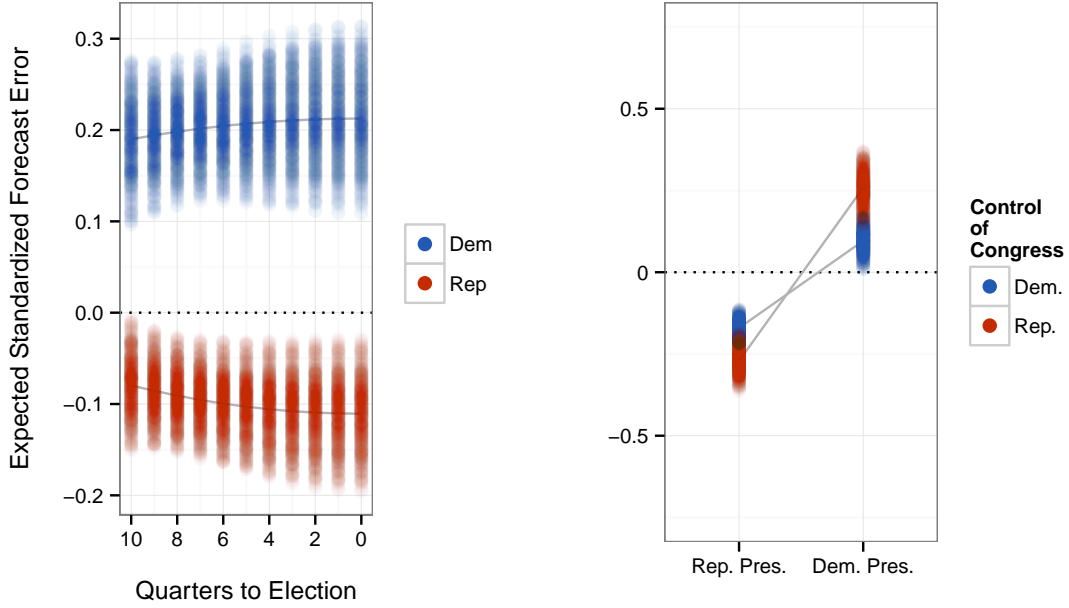 Expected Standardized Forecast Error
0.3
0.2
0.1
0.0
−0.1
−0.2
10 8 6 4 2 0
Quarters to Election
Dem
Rep
0.5
0
−0.5
Rep. Pres. Dem. Pres.
Control
of
Congress
Dem.
Rep.